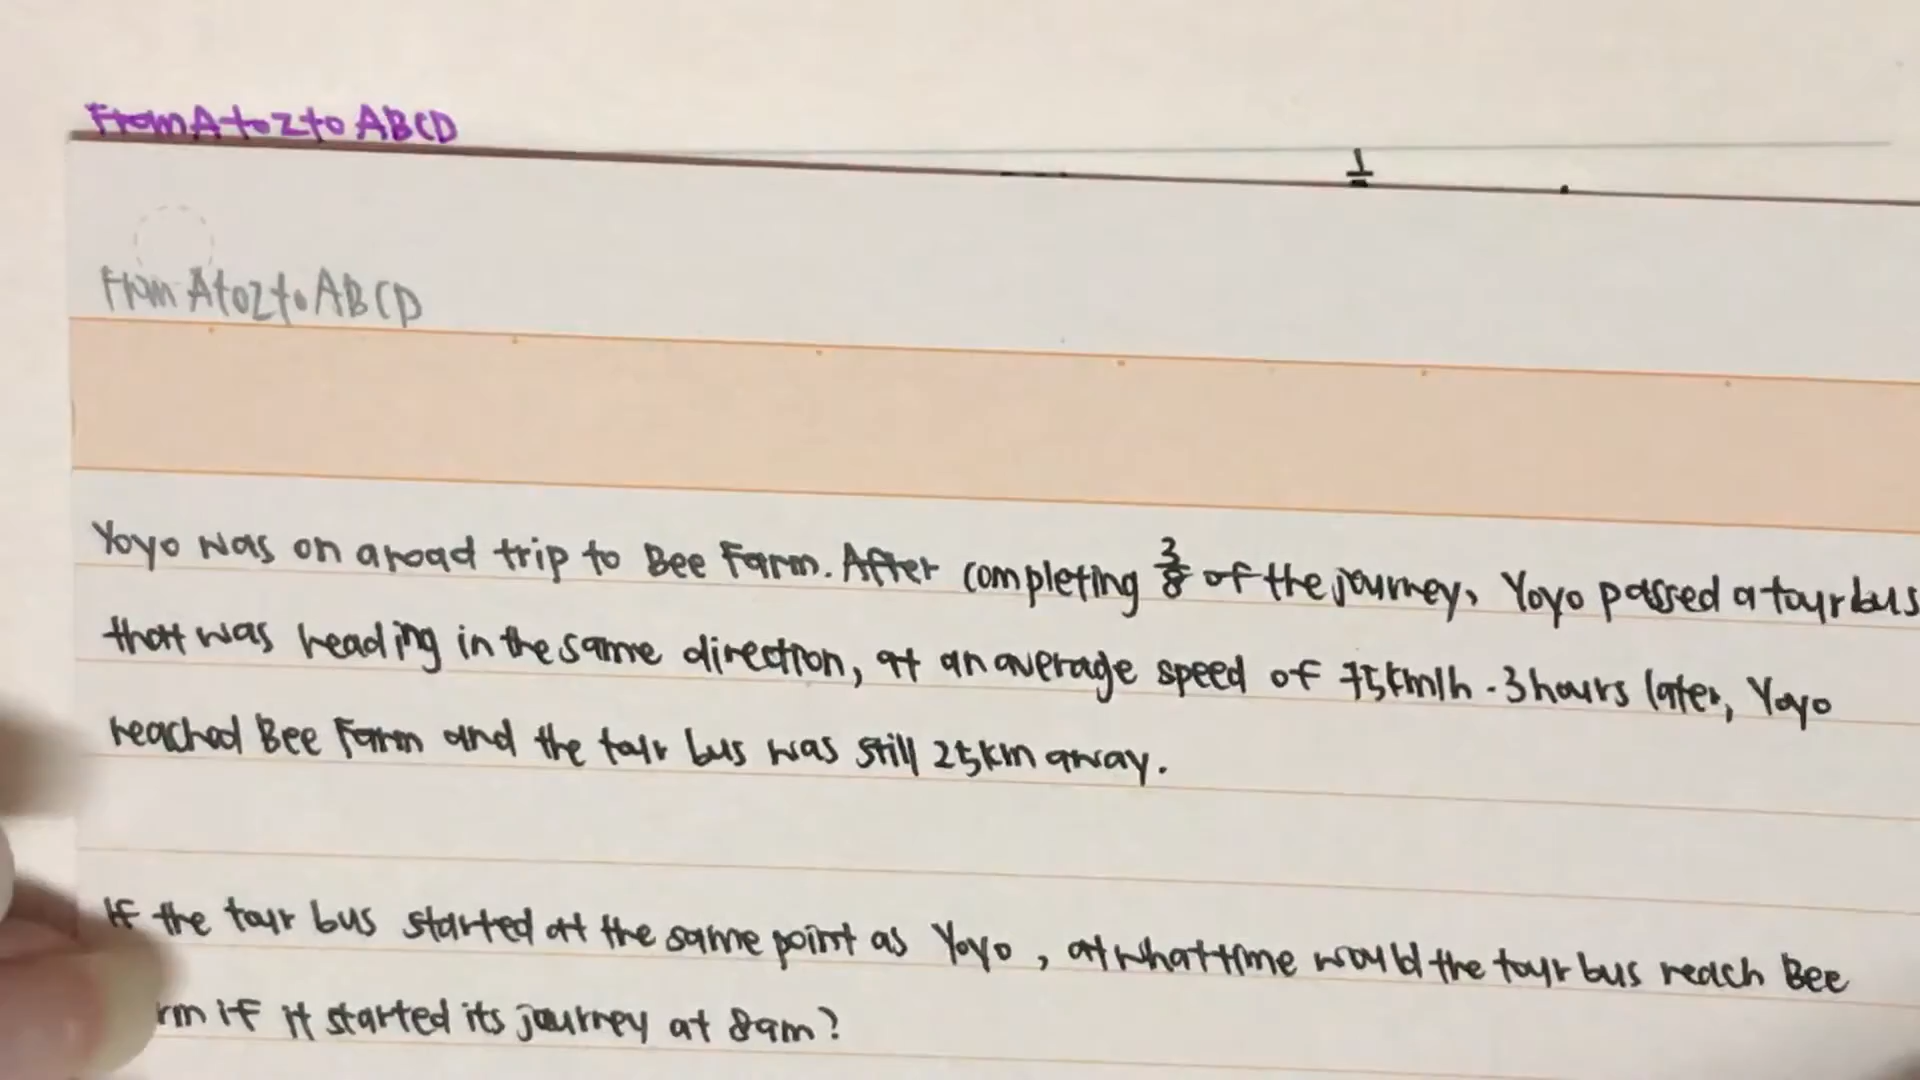 From A to Z to ABCD
1
From A to Z to ABCD
Yoyo was on a road trip to Bee Farm. After completing 3/8 of the journey, Yoyo passed a tour bus
that was heading in the same direction, at an average speed of 75km/h. 3 hours later, Yoyo
reached Bee Farm and the tour bus was still 25km away.
If the tour bus started at the same point as Yoyo, at what time would the tour bus reach Bee
rm if it started its journey at 8am?